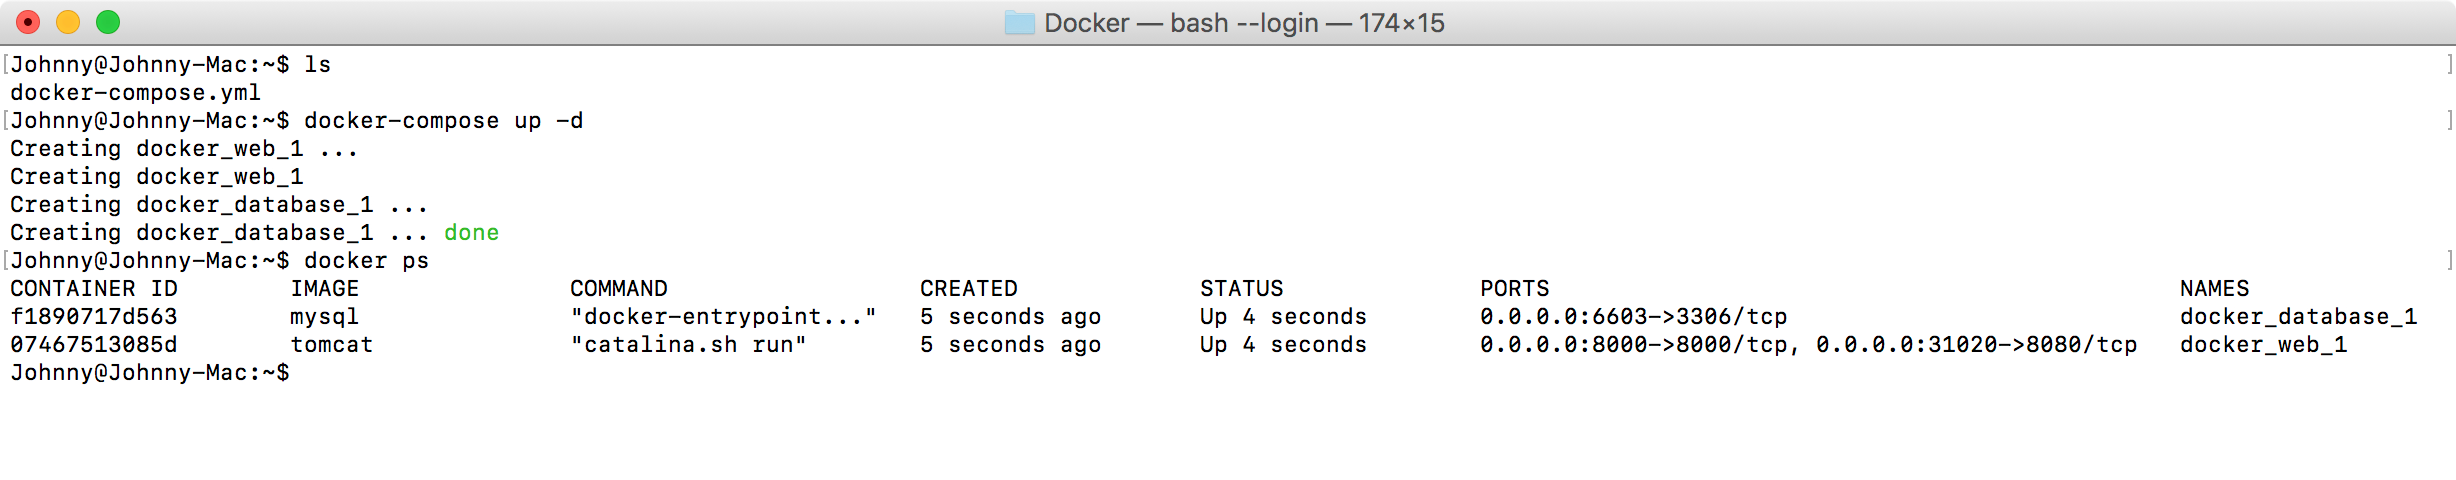 Docker — bash --login — 174×15
Johnny@Johnny-Mac:~$ ls
docker-compose.yml
Johnny@Johnny-Mac:~$ docker-compose up -d
Creating docker_web_1 ...
Creating docker_web_1
Creating docker_database_1 ...
Creating docker_database_1 ... done
Johnny@Johnny-Mac:~$ docker ps
CONTAINER ID        IMAGE               COMMAND                  CREATED             STATUS              PORTS                                             NAMES
f1890717d563        mysql               "docker-entrypoint..."   5 seconds ago       Up 4 seconds        0.0.0.0:6603->3306/tcp                            docker_database_1
07467513085d        tomcat              "catalina.sh run"        5 seconds ago       Up 4 seconds        0.0.0.0:8000->8000/tcp, 0.0.0.0:31020->8080/tcp   docker_web_1
Johnny@Johnny-Mac:~$